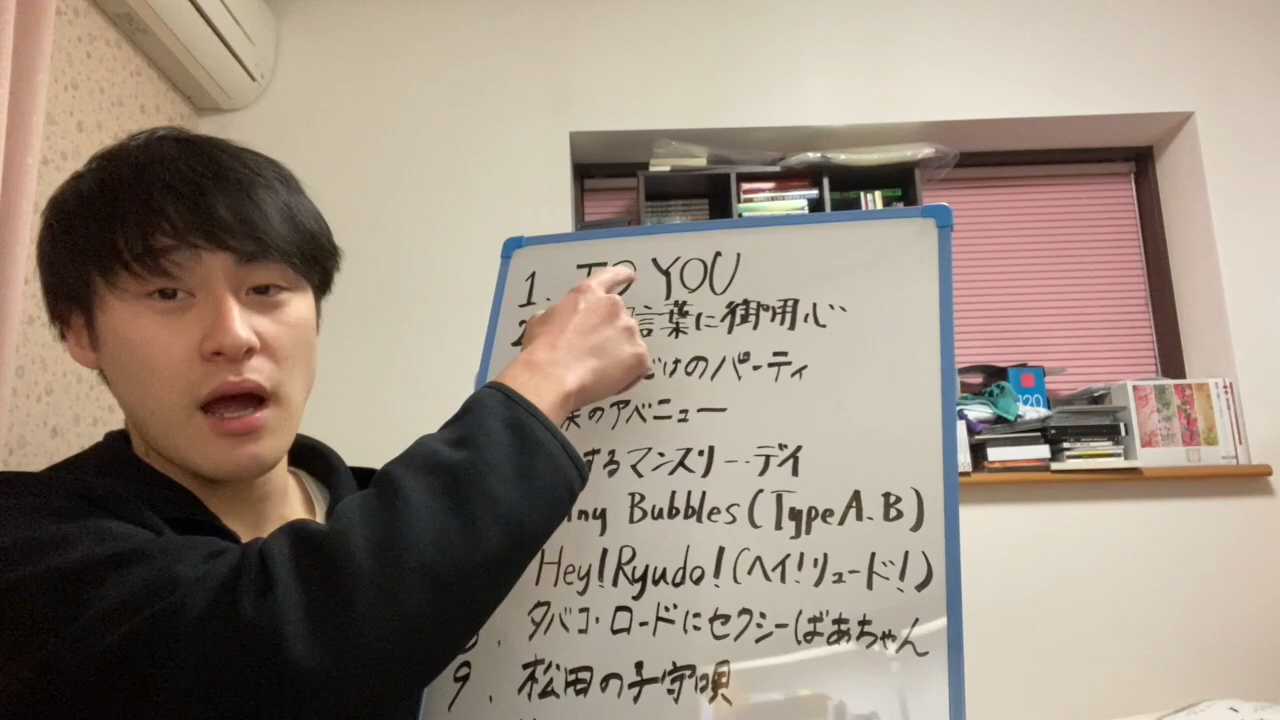 1. TO YOU
2 言葉に御用心
だけのパーティ
のアベニュー
するマンスリー・デイ
iny Bubbles (Type A.B)
Hey! Ryudo! (ヘイ!リュード!)
タバコ・ロードにセクシーばあちゃん
9. 松田の子守唄
120